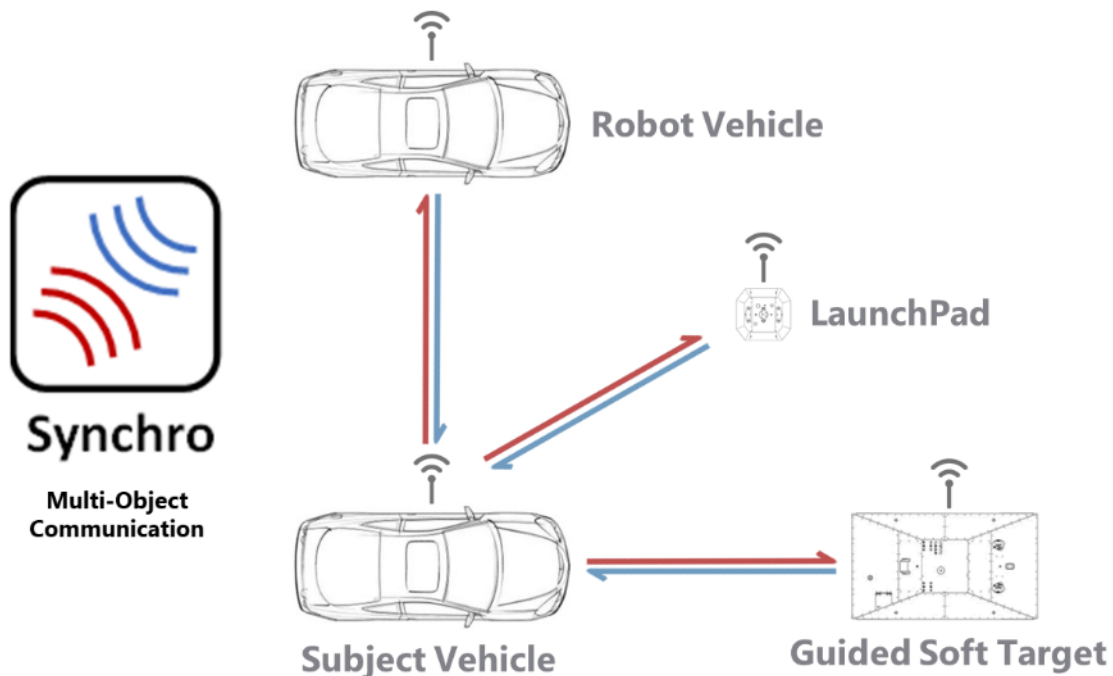 Robot Vehicle
LaunchPad
Synchro
Multi-Object
Communication
Subject Vehicle
Guided Soft Target